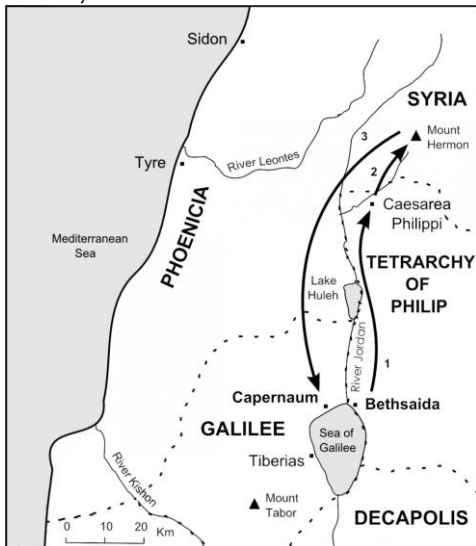 Sidon
SYRIA
3
Mount
Hermon
Tyre
River Leontes
2
Caesarea
Philippi
PHOENICIA
Mediterranean
Sea
TETRARCHY
OF
PHILIP
Lake
Huleh
River Jordan
1
Capernaum
Bethsaida
GALILEE
Sea of
Galilee
Tiberias
River Kishon
Mount
Tabor
DECAPOLIS
0 10 20
Km